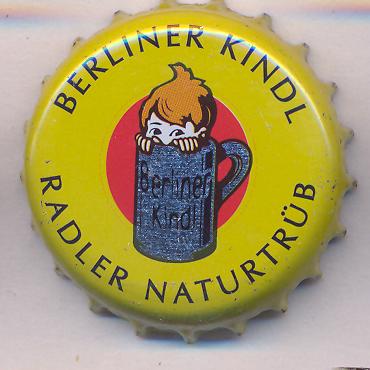 BERLINER KINDL
Berliner
Kindl
RADLER NATURTRÜB